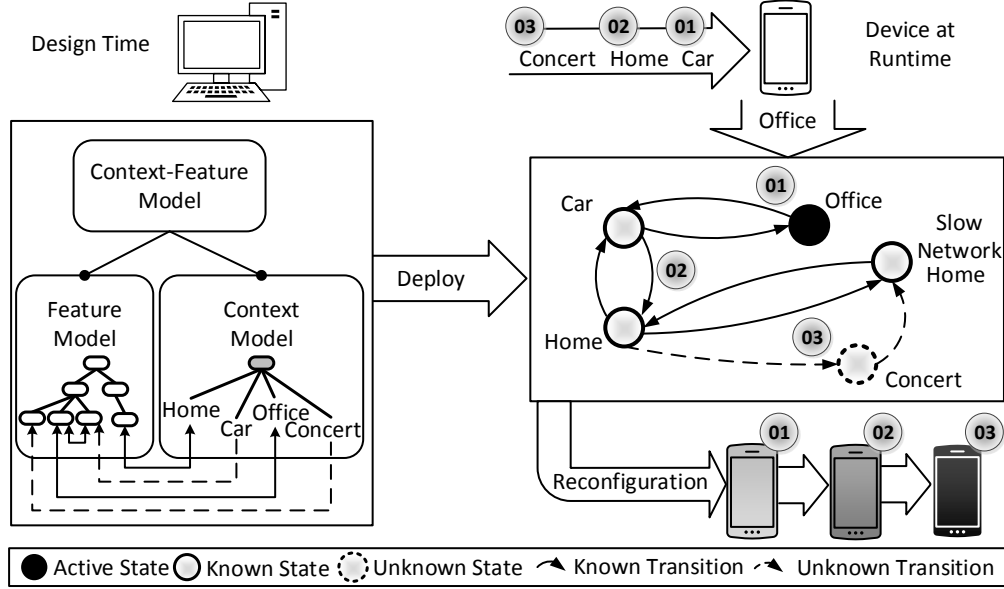 Design Time
03 02 01
Concert Home Car
Device at
Runtime
Office
Context-Feature
Model
Feature
Model
Context
Model
Home
Office
Car
Concert
Deploy
01
Car
Office
Slow
Network
Home
02
Home
03
Concert
Reconfiguration
01
02
03
Active State
Known State
Unknown State
Known Transition
Unknown Transition